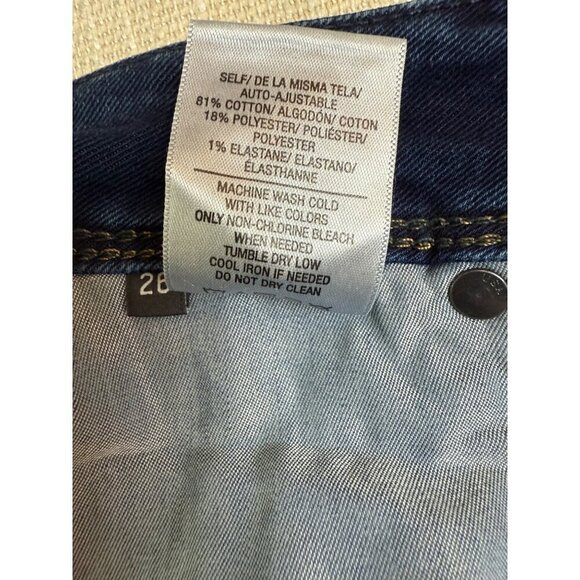 SELF/ DE LA MISMA TELA/
AUTO-AJUSTABLE
81% COTTON/ ALGODÓN/ COTON
18% POLYESTER/ POLIÉSTER/
POLYESTER
1% ELASTANE/ ELASTANO/
ÉLASTHANNE
MACHINE WASH COLD
WITH LIKE COLORS
ONLY NON-CHLORINE BLEACH
WHEN NEEDED
TUMBLE DRY LOW
COOL IRON IF NEEDED
DO NOT DRY CLEAN